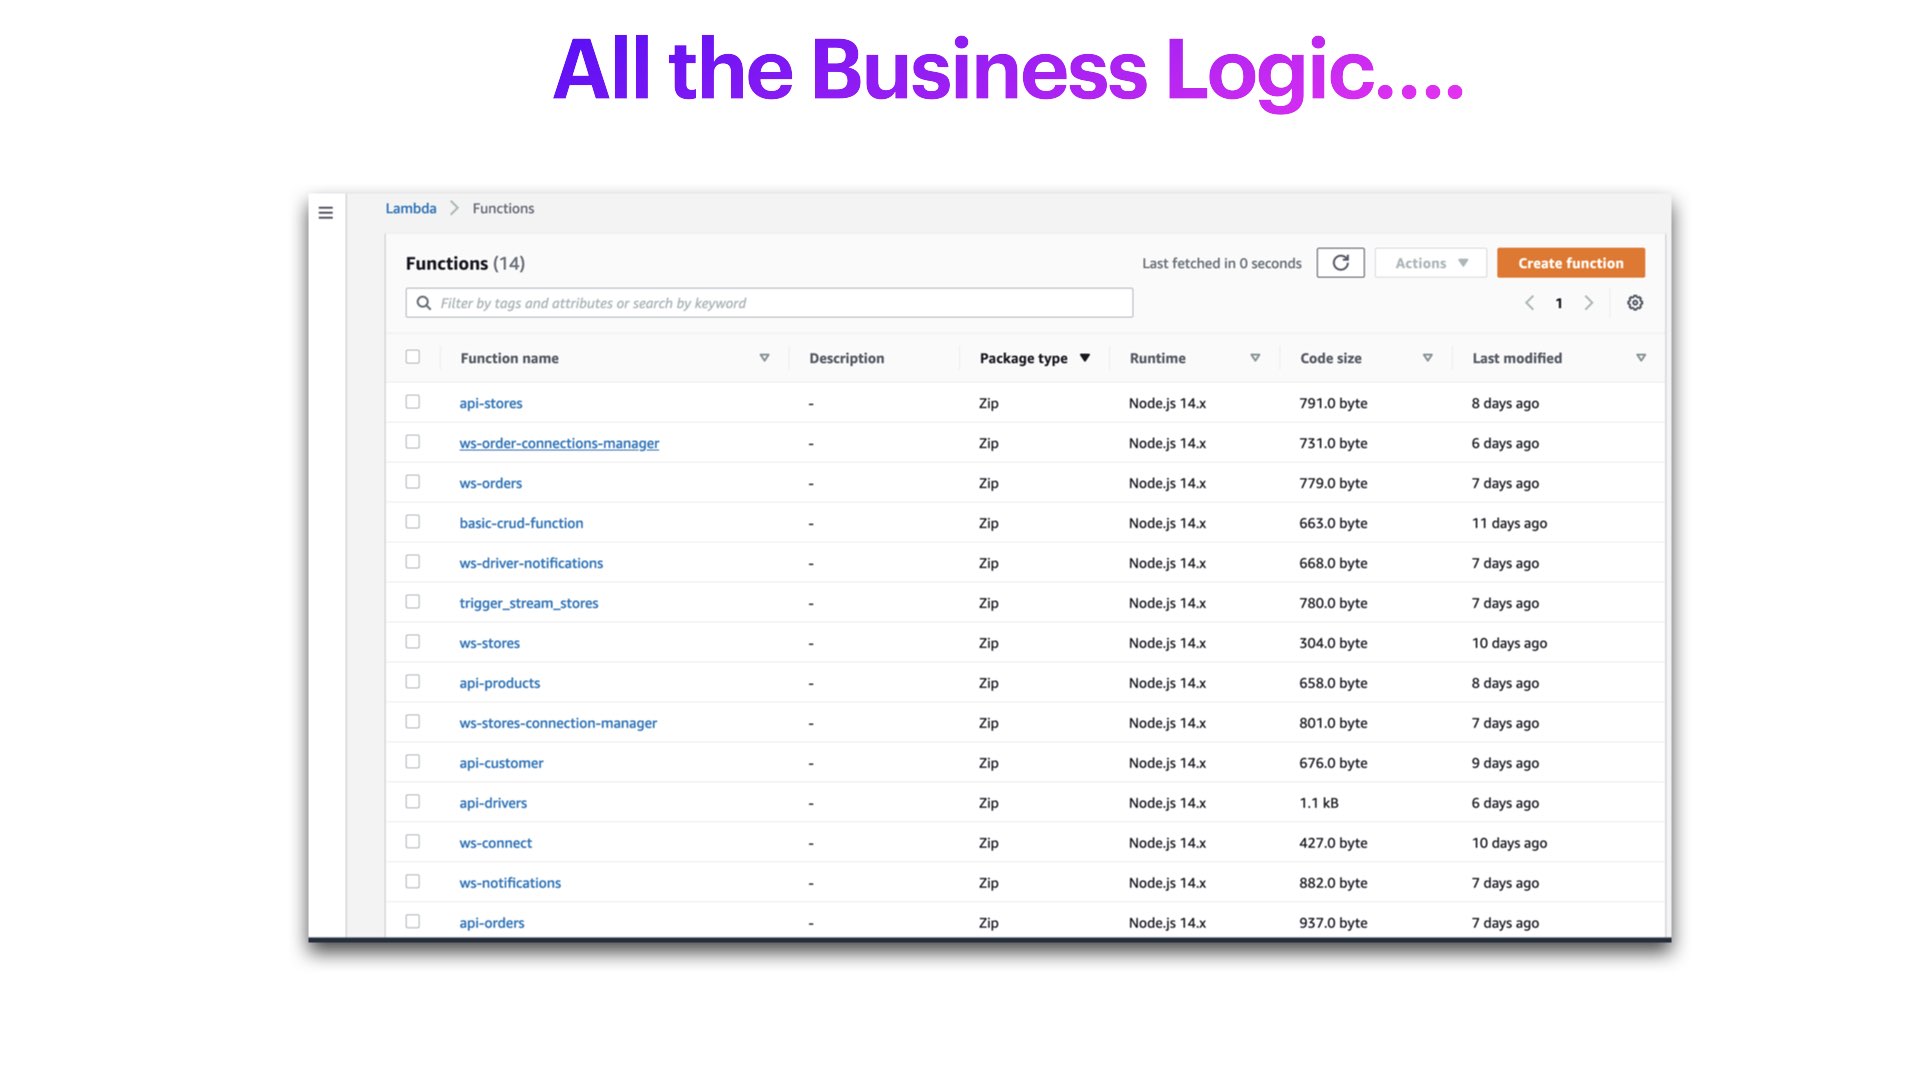 All the Business Logic....
Lambda > Functions
Functions (14) Last fetched in 0 seconds Actions Create function
Filter by tags and attributes or search by keyword 1
Function name Description Package type Runtime Code size Last modified
api-stores - Zip Node.js 14.x 791.0 byte 8 days ago
ws-order-connections-manager - Zip Node.js 14.x 731.0 byte 6 days ago
ws-orders - Zip Node.js 14.x 779.0 byte 7 days ago
basic-crud-function - Zip Node.js 14.x 663.0 byte 11 days ago
ws-driver-notifications - Zip Node.js 14.x 668.0 byte 7 days ago
trigger_stream_stores - Zip Node.js 14.x 780.0 byte 7 days ago
ws-stores - Zip Node.js 14.x 304.0 byte 10 days ago
api-products - Zip Node.js 14.x 658.0 byte 8 days ago
ws-stores-connection-manager - Zip Node.js 14.x 801.0 byte 7 days ago
api-customer - Zip Node.js 14.x 676.0 byte 9 days ago
api-drivers - Zip Node.js 14.x 1.1 kB 6 days ago
ws-connect - Zip Node.js 14.x 427.0 byte 10 days ago
ws-notifications - Zip Node.js 14.x 882.0 byte 7 days ago
api-orders - Zip Node.js 14.x 937.0 byte 7 days ago